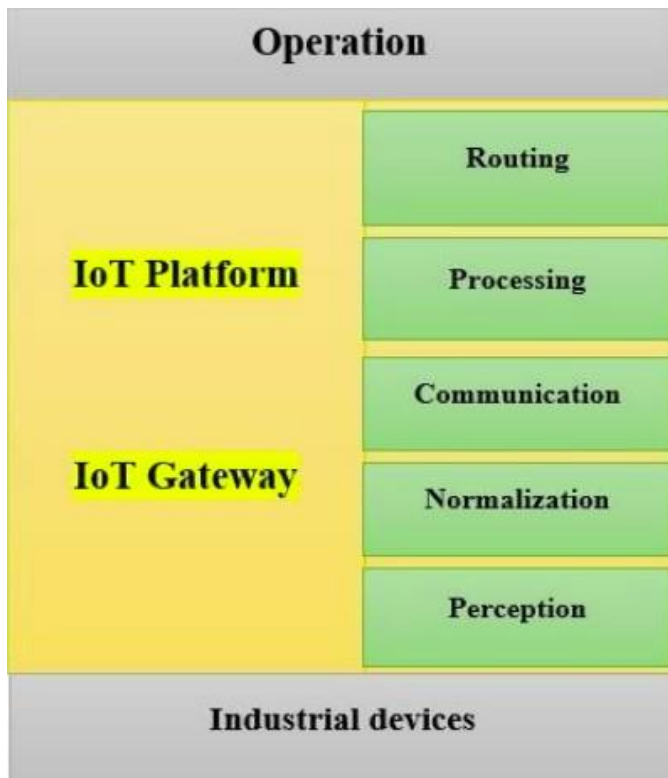 Operation
Routing
IoT Platform
Processing
Communication
IoT Gateway
Normalization
Perception
Industrial devices